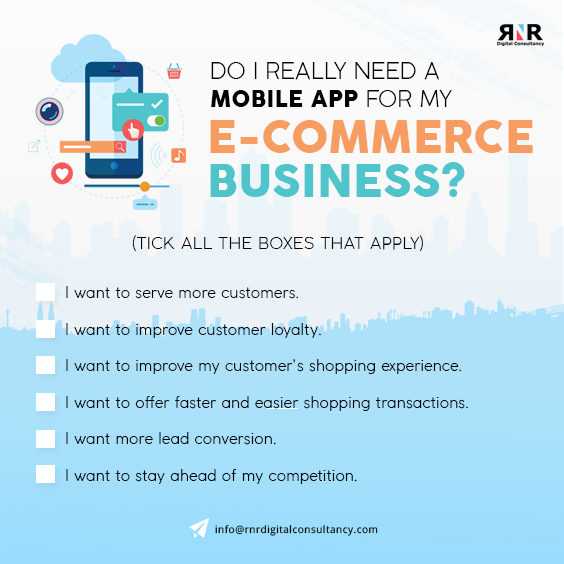 RNR
Digital Consultancy
DO I REALLY NEED A
MOBILE APP FOR MY
E-COMMERCE
BUSINESS?
(TICK ALL THE BOXES THAT APPLY)
I want to serve more customers.
I want to improve customer loyalty.
I want to improve my customer's shopping experience.
I want to offer faster and easier shopping transactions.
I want more lead conversion.
I want to stay ahead of my competition.
info@rnrdigitalconsultancy.com